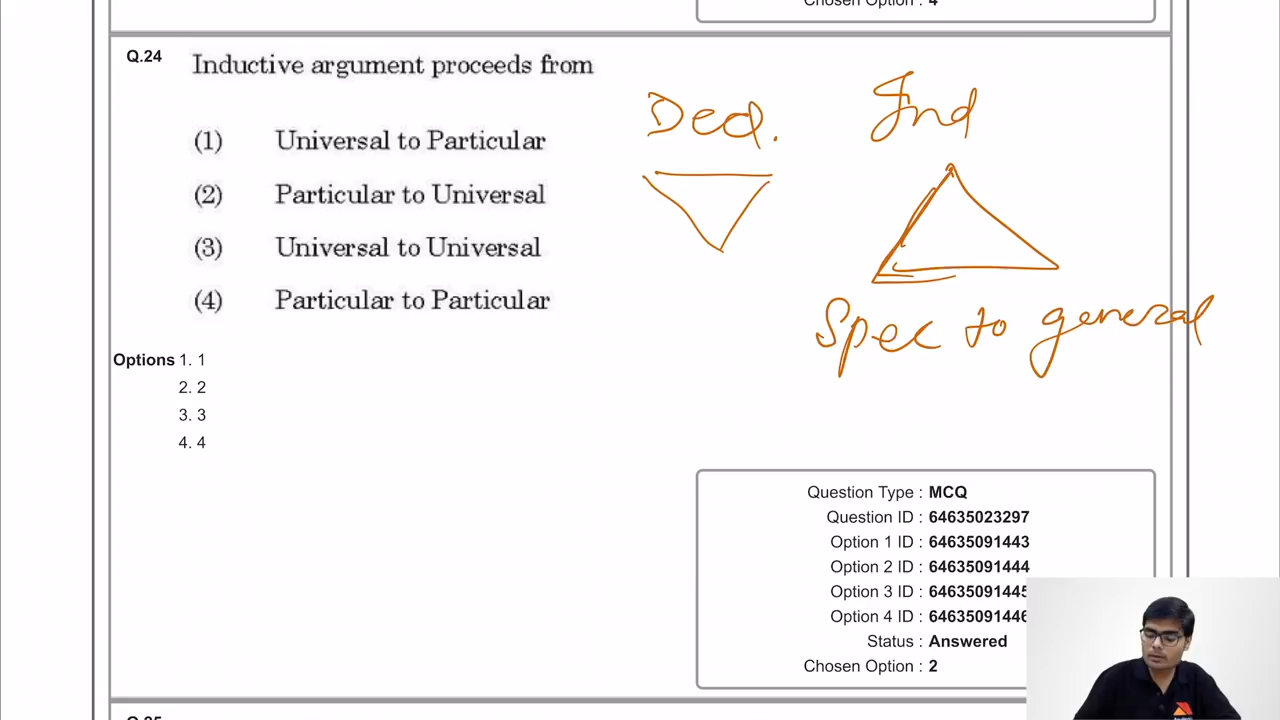 Chosen Option : 4
Q.24 Inductive argument proceeds from
(1) Universal to Particular
(2) Particular to Universal
(3) Universal to Universal
(4) Particular to Particular
Ded.
Ind
Spec to general
Options 1. 1
2. 2
3. 3
4. 4
Question Type : MCQ
Question ID : 64635023297
Option 1 ID : 64635091443
Option 2 ID : 64635091444
Option 3 ID : 64635091445
Option 4 ID : 64635091446
Status : Answered
Chosen Option : 2